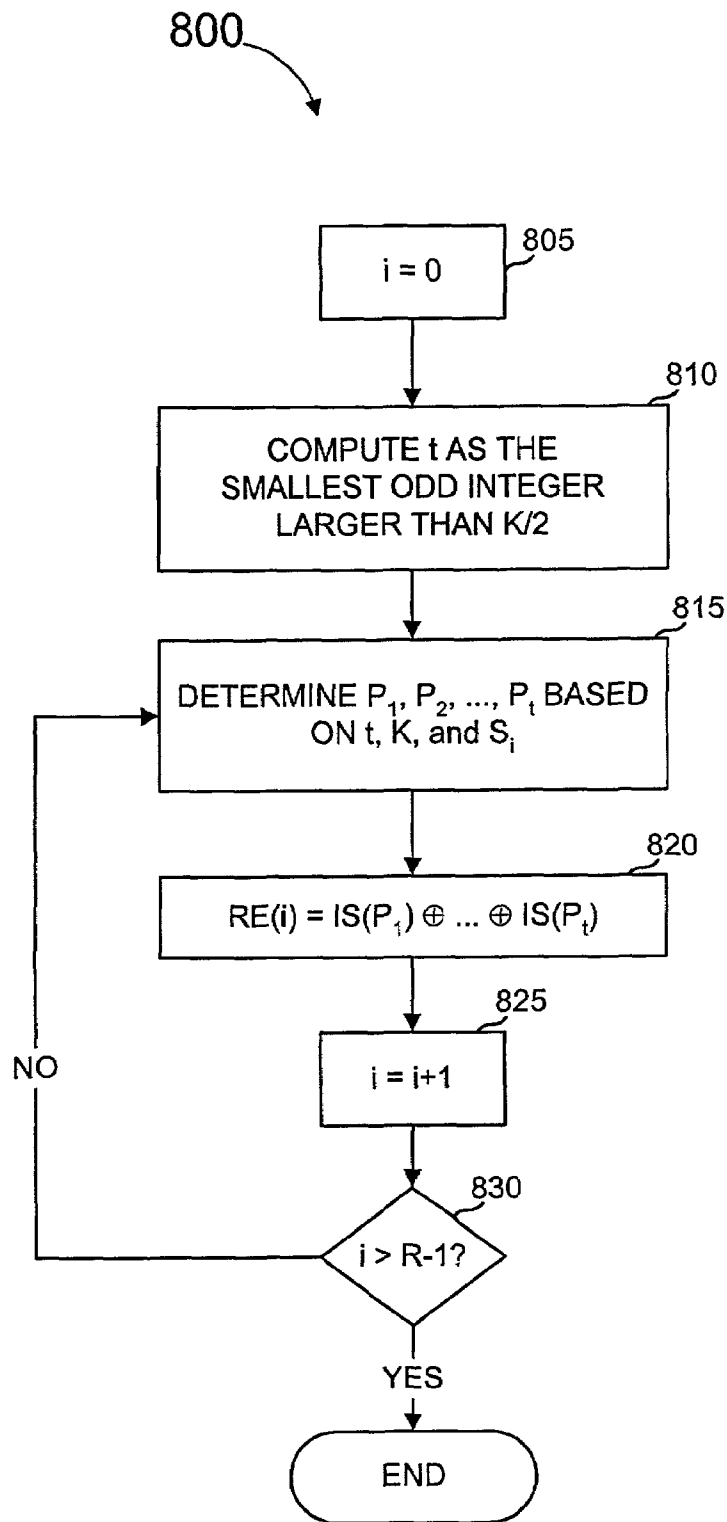 800
805
i = 0
810
COMPUTE t AS THE
SMALLEST ODD INTEGER
LARGER THAN K/2
815
DETERMINE P₁, P₂, ..., Pₜ BASED
ON t, K, and Sᵢ
820
RE(i) = IS(P₁) ⊕ ... ⊕ IS(Pₜ)
825
i = i+1
NO
830
i > R-1?
YES
END